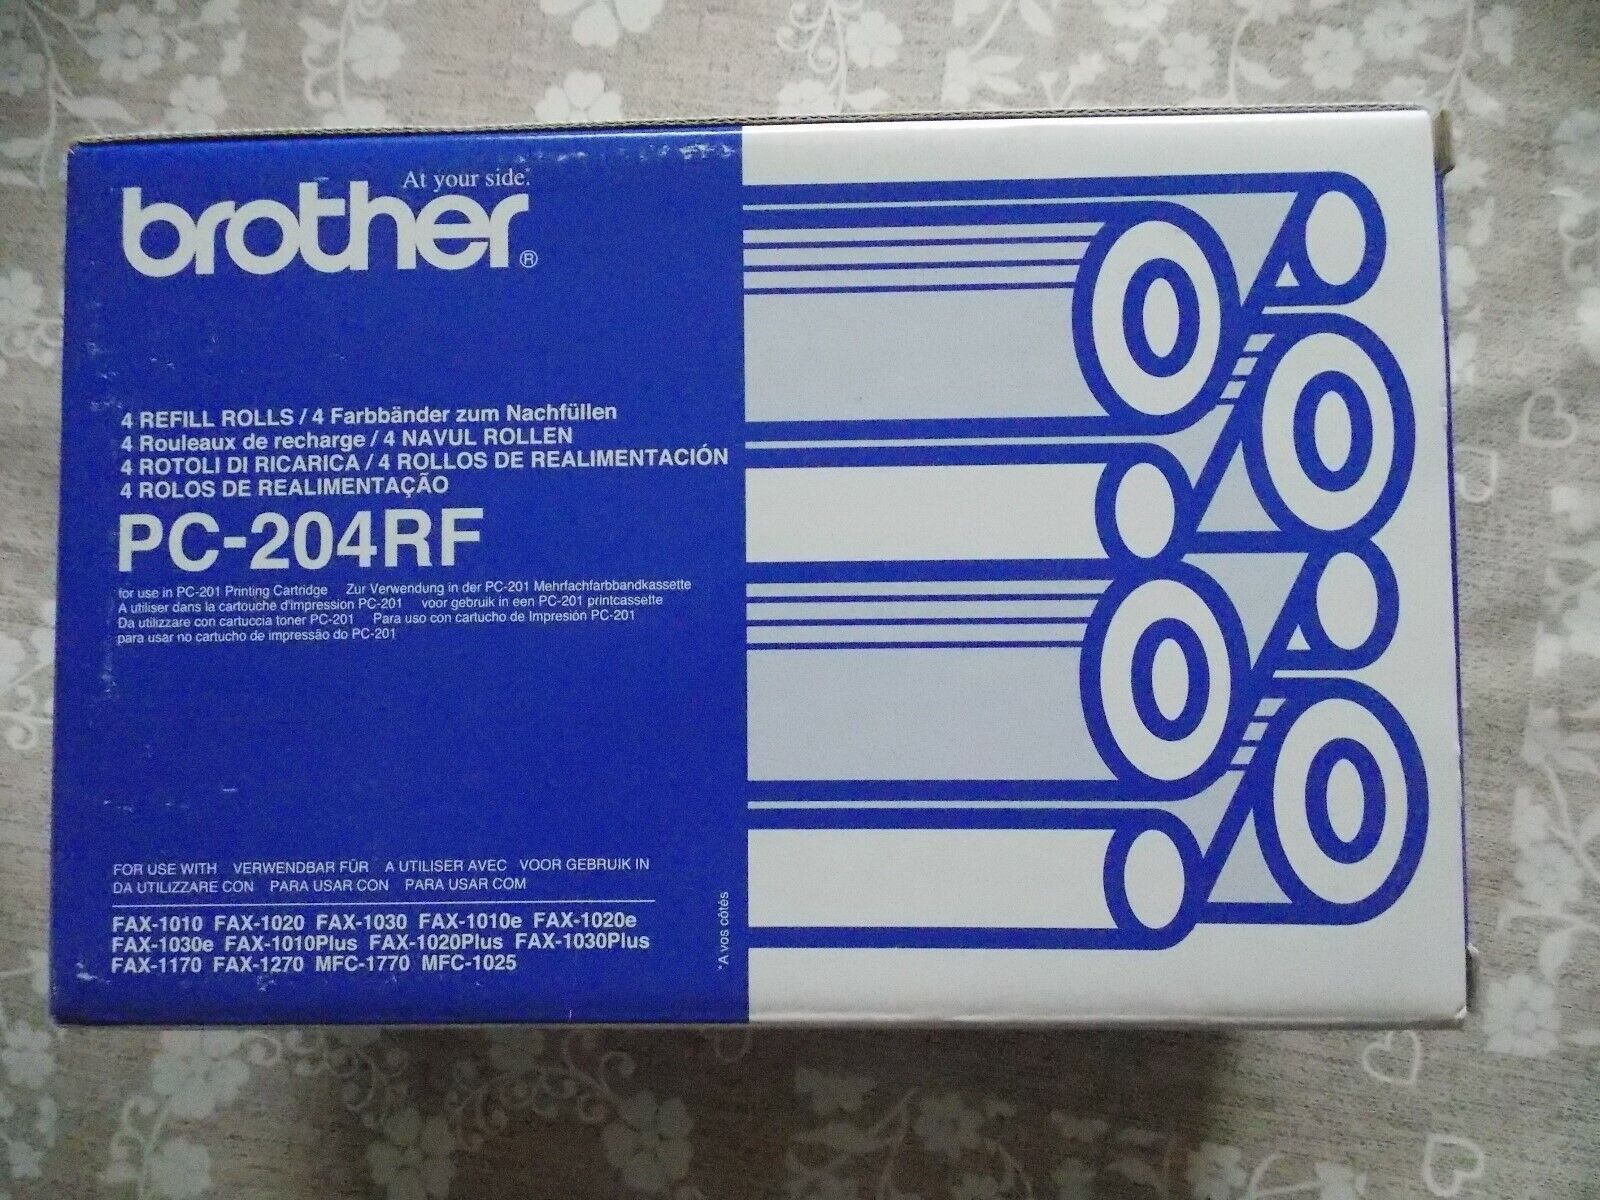 At your side.
brother®
4 REFILL ROLLS / 4 Farbbänder zum Nachfüllen
4 Rouleaux de recharge / 4 NAVUL ROLLEN
4 ROTOLI DI RICARICA / 4 ROLLOS DE REALIMENTACIÓN
4 ROLOS DE REALIMENTAÇÃO
PC-204RF
for use in PC-201 Printing Cartridge Zur Verwendung in der PC-201 Mehrfachfarbbandkassette
A utiliser dans la cartouche d'impression PC-201 voor gebruik in een PC-201 printcassette
Da utilizzare con cartuccia toner PC-201 Para uso con cartucho de Impresión PC-201
para usar no cartucho de impressão do PC-201
FOR USE WITH VERWENDBAR FÜR A UTILISER AVEC VOOR GEBRUIK IN
DA UTILIZZARE CON PARA USAR CON PARA USAR COM
FAX-1010 FAX-1020 FAX-1030 FAX-1010e FAX-1020e
FAX-1030e FAX-1010Plus FAX-1020Plus FAX-1030Plus
FAX-1170 FAX-1270 MFC-1770 MFC-1025
*A vos côtés